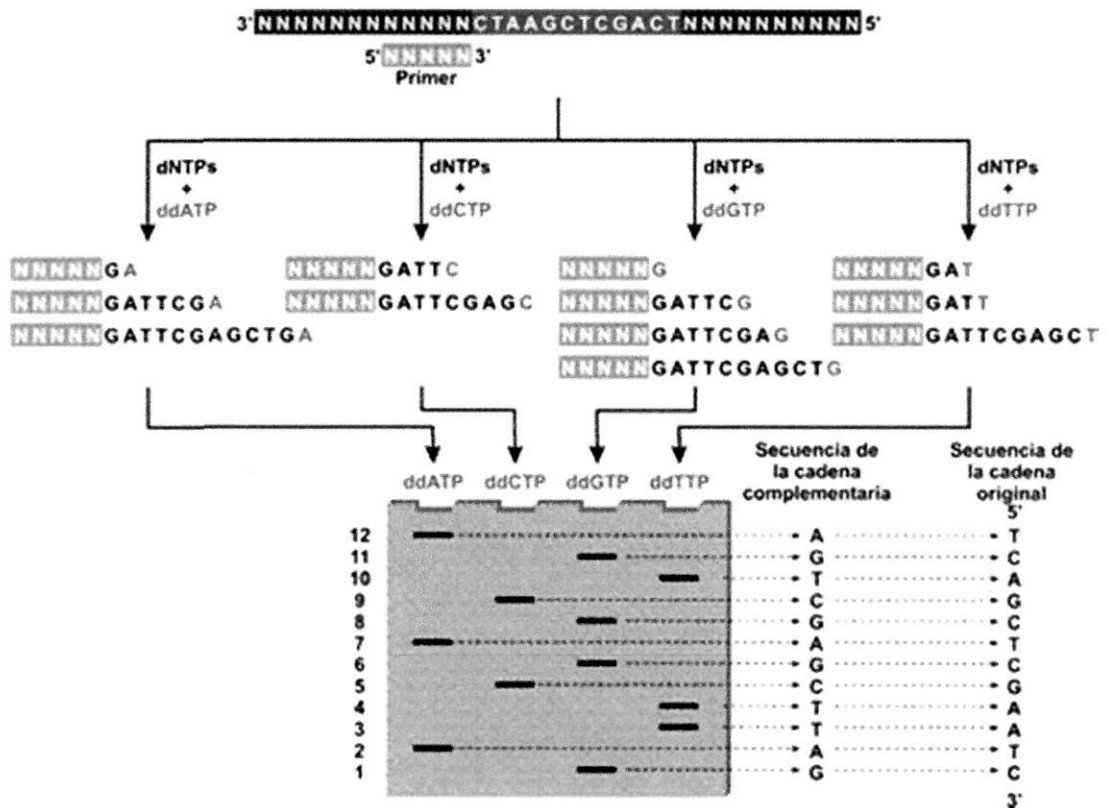 3' NNNNNNNNNNNNNCTAAGCTCGACTNNNNNNNNNN 5'
5' NNNNN 3'
Primer
dNTPs
+
ddATP
dNTPs
+
ddCTP
dNTPs
+
ddGTP
dNTPs
+
ddTTP
NNNNNGA
NNNNNGATTCGA
NNNNNGATTCGAGCTGA
NNNNNGATTC
NNNNNGATTCGAGC
NNNNNG
NNNNNGATTCG
NNNNNGATTCGAG
NNNNNGATTCGAGCTG
NNNNNGAT
NNNNNGATT
NNNNNGATTCGAGCT
ddATP ddCTP ddGTP ddTTP
Secuencia de
la cadena
complementaria
Secuencia de
la cadena
original
5'
12 A T
11 G C
10 T A
9 C G
8 G C
7 A T
6 G C
5 C G
4 T A
3 T A
2 A T
1 G C
3'